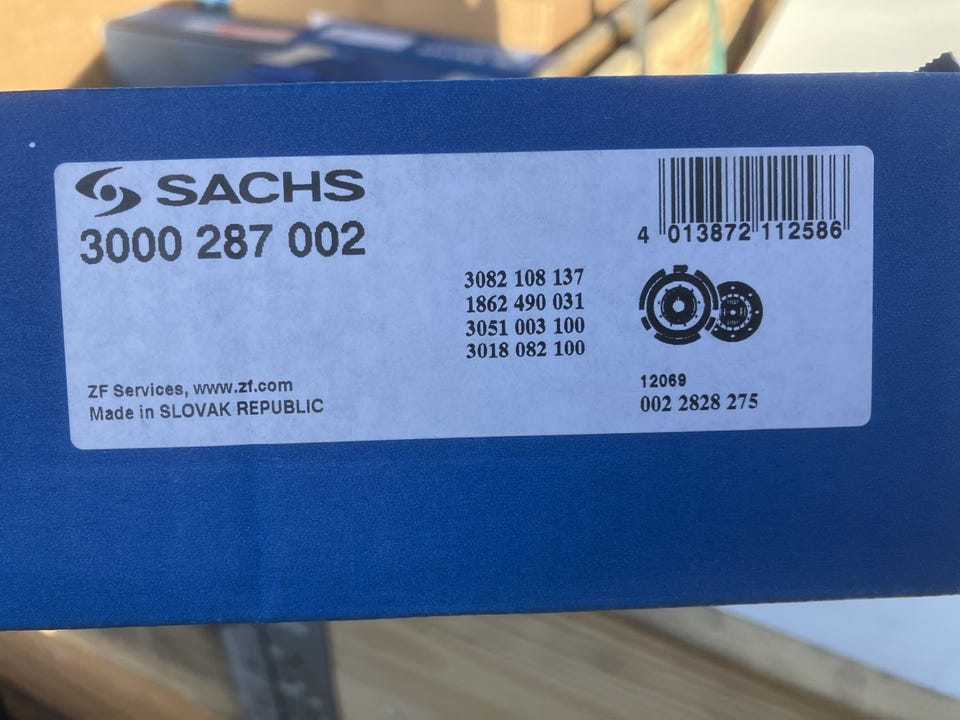 SACHS
3000 287 002
4 013872 112586
3082 108 137
1862 490 031
3051 003 100
3018 082 100
ZF Services, www.zf.com
Made in SLOVAK REPUBLIC
12069
002 2828 275